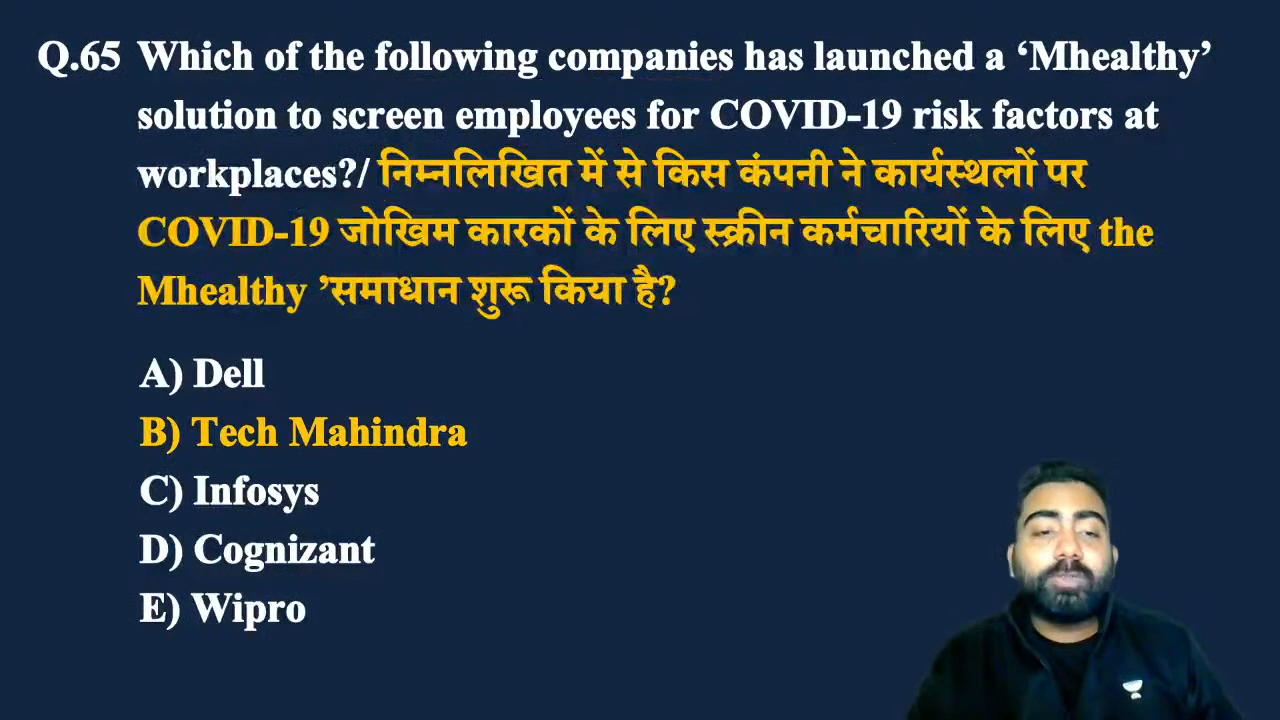 Q.65 Which of the following companies has launched a ‘Mhealthy’
solution to screen employees for COVID-19 risk factors at
workplaces?/ निम्नलिखित में से किस कंपनी ने कार्यस्थलों पर
COVID-19 जोखिम कारकों के लिए स्क्रीन कर्मचारियों के लिए the
Mhealthy ’समाधान शुरू किया है?
A) Dell
B) Tech Mahindra
C) Infosys
D) Cognizant
E) Wipro